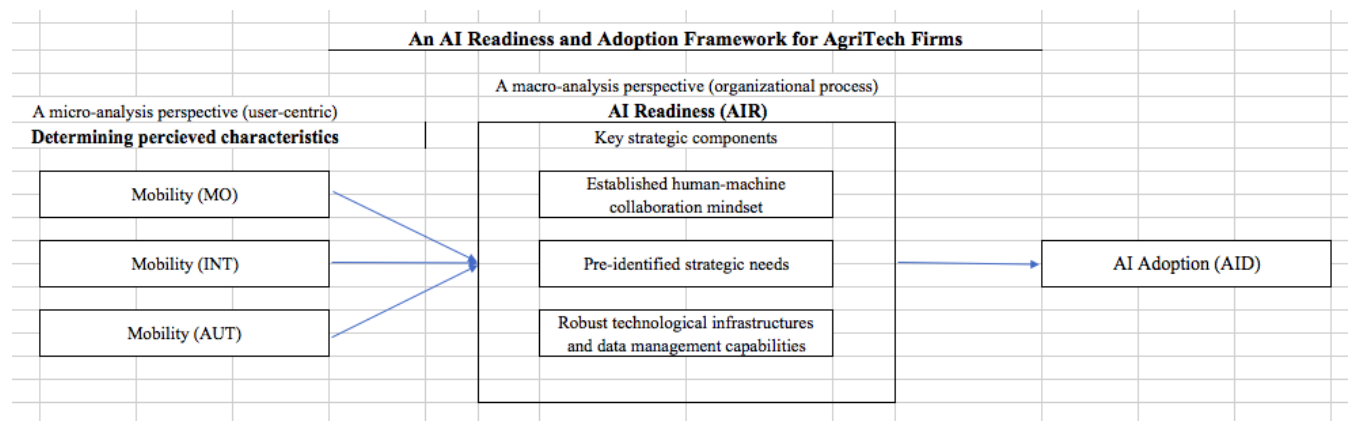 An AI Readiness and Adoption Framework for AgriTech Firms
A macro-analysis perspective (organizational process)
A micro-analysis perspective (user-centric)
AI Readiness (AIR)
Determining percieved characteristics
Key strategic components
Mobility (MO)
Established human-machine
collaboration mindset
Mobility (INT)
Pre-identified strategic needs
AI Adoption (AID)
Mobility (AUT)
Robust technological infrastructures
and data management capabilities